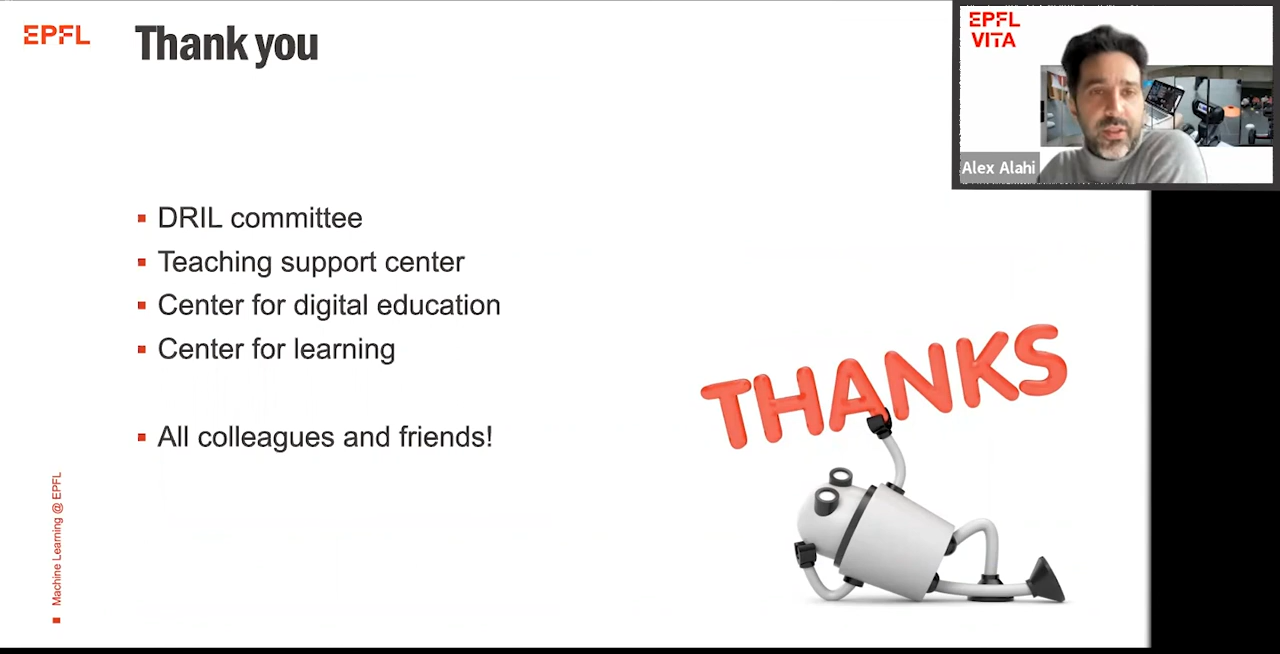 EPFL
Thank you
EPFL
VITA
Alex Alahi
DRIL committee
Teaching support center
Center for digital education
Center for learning
All colleagues and friends!
THANKS
Machine Learning @ EPFL